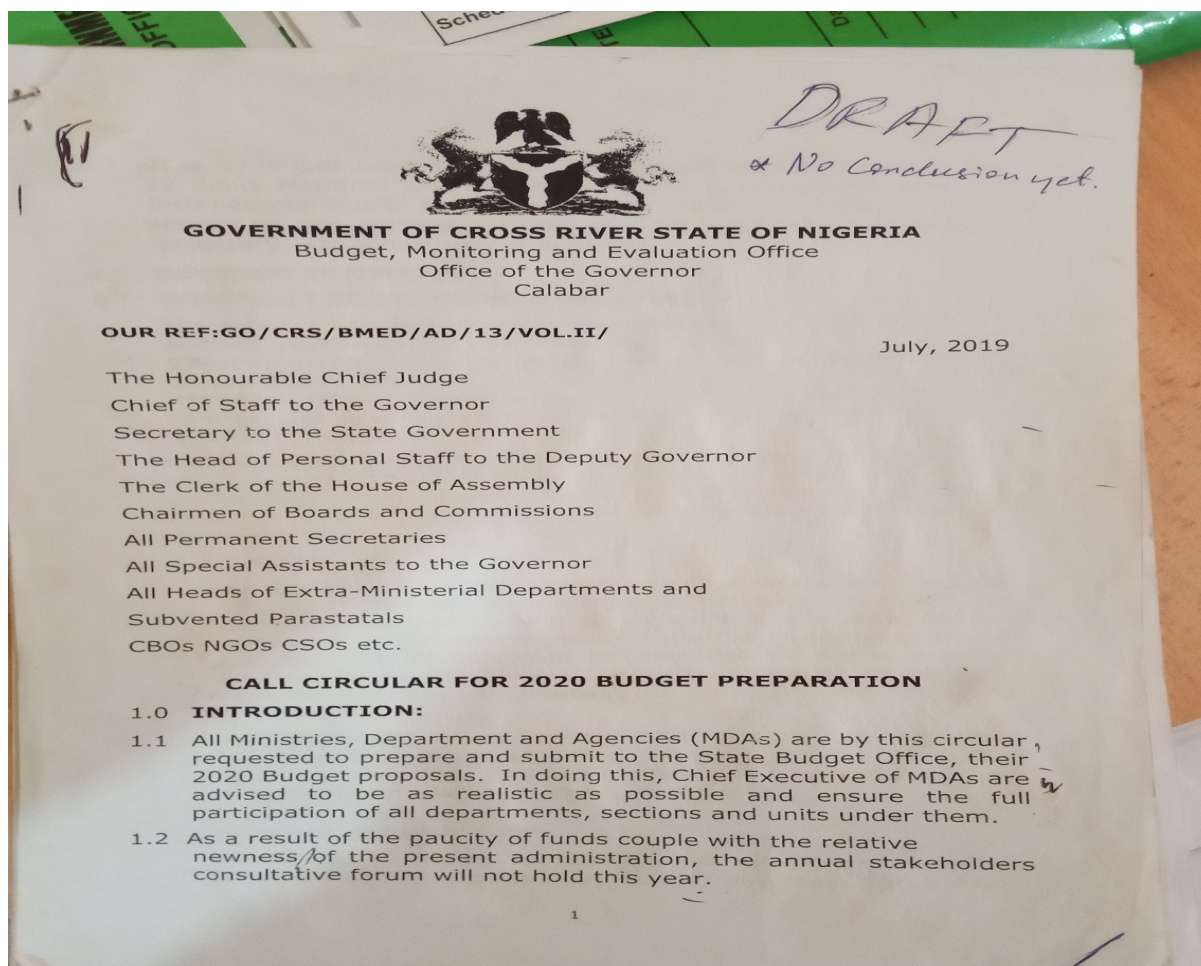 Sched
OFFIC
TE
Da
DRAFT
* No Conclusion yet.
GOVERNMENT OF CROSS RIVER STATE OF NIGERIA
Budget, Monitoring and Evaluation Office
Office of the Governor
Calabar
OUR REF:GO/CRS/BMED/AD/13/VOL.II/
July, 2019
The Honourable Chief Judge
Chief of Staff to the Governor
Secretary to the State Government
The Head of Personal Staff to the Deputy Governor
The Clerk of the House of Assembly
Chairmen of Boards and Commissions
All Permanent Secretaries
All Special Assistants to the Governor
All Heads of Extra-Ministerial Departments and
Subvented Parastatals
CBOs NGOs CSOs etc.
CALL CIRCULAR FOR 2020 BUDGET PREPARATION
1.0 INTRODUCTION:
1.1 All Ministries, Department and Agencies (MDAs) are by this circular,
requested to prepare and submit to the State Budget Office, their
2020 Budget proposals. In doing this, Chief Executive of MDAs are
advised to be as realistic as possible and ensure the full
participation of all departments, sections and units under them.
1.2 As a result of the paucity of funds couple with the relative
newness of the present administration, the annual stakeholders
consultative forum will not hold this year.
1